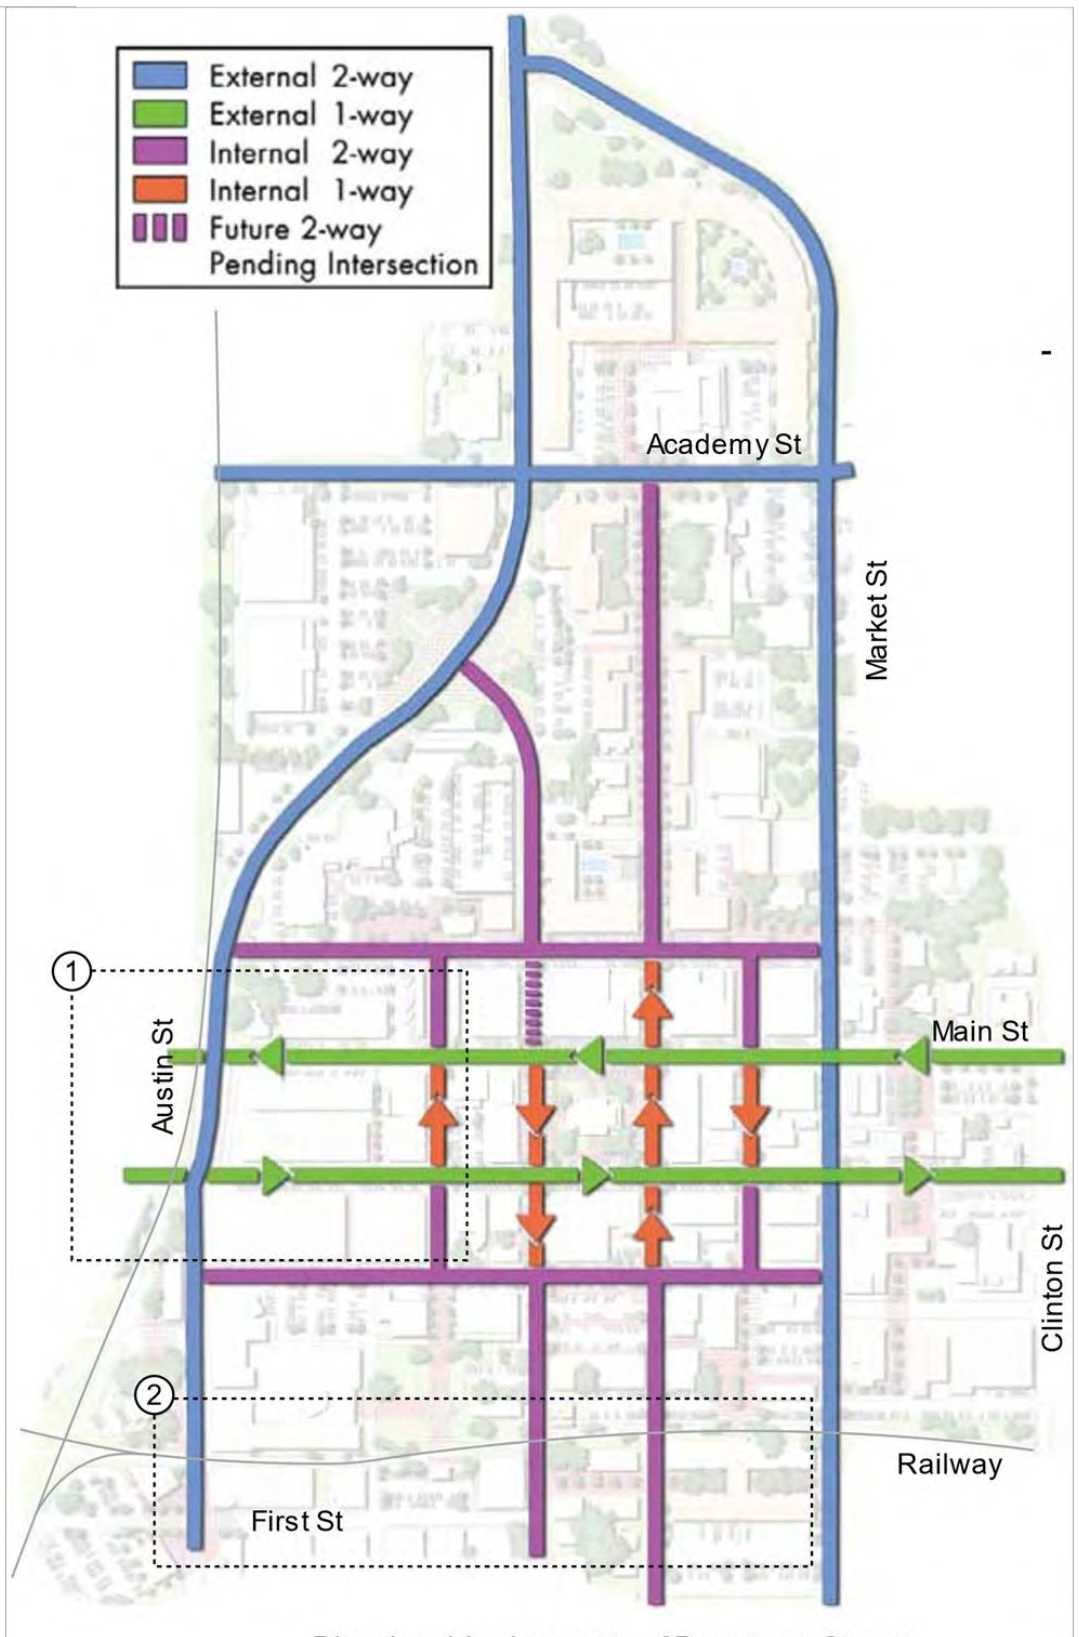 External 2-way
External 1-way
Internal 2-way
Internal 1-way
Future 2-way
Pending Intersection
Academy St
Market St
1
Austin St
Main St
Clinton St
2
Railway
First St